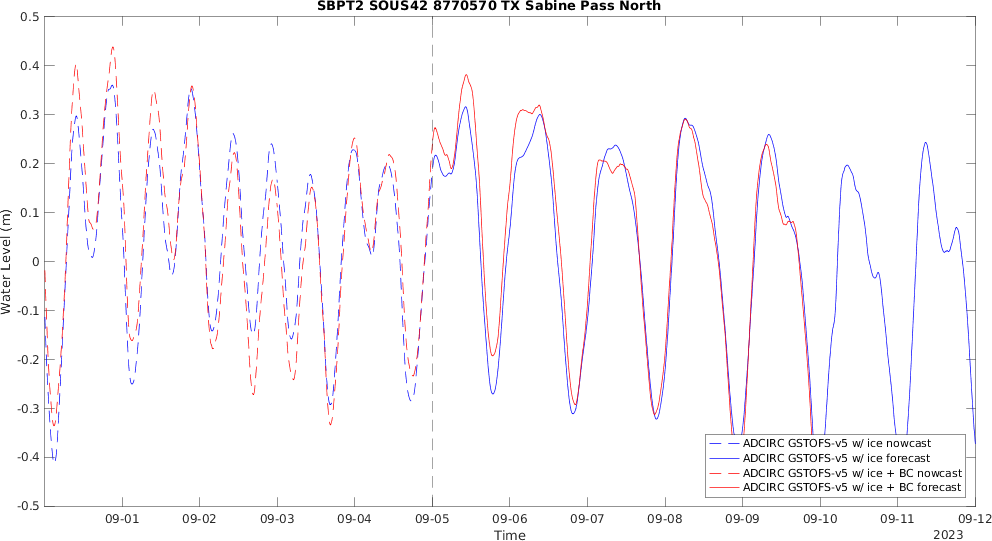 SBPT2 SOUS42 8770570 TX Sabine Pass North
0.5
0.4
0.3
0.2
0.1
0
-0.1
-0.2
-0.3
-0.4
-0.5
Water Level (m)
ADCIRC GSTOFS-v5 w/ ice nowcast
ADCIRC GSTOFS-v5 w/ ice forecast
ADCIRC GSTOFS-v5 w/ ice + BC nowcast
ADCIRC GSTOFS-v5 w/ ice + BC forecast
09-01 09-02 09-03 09-04 09-05 09-06 09-07 09-08 09-09 09-10 09-11 09-12
Time
2023